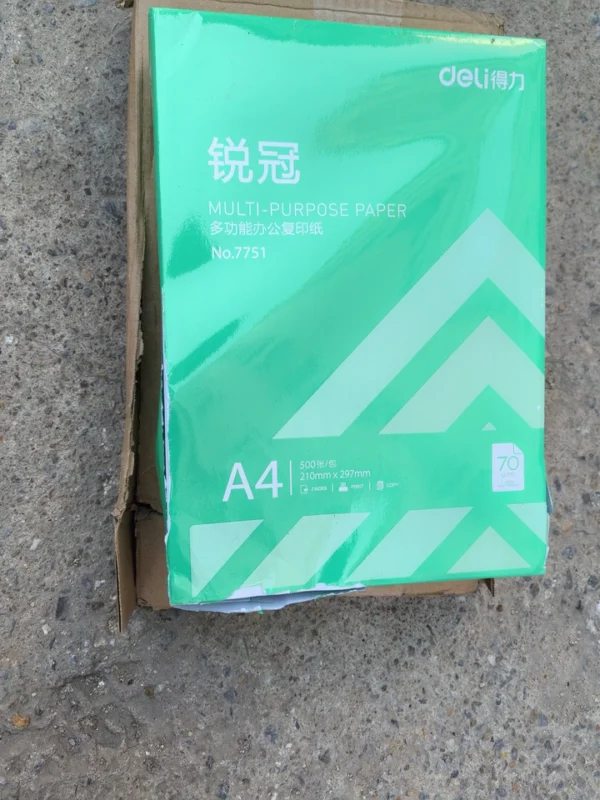 deli得力
锐冠
MULTI-PURPOSE PAPER
多功能办公复印纸
No.7751
A4
500张/包
210mm x 297mm
70